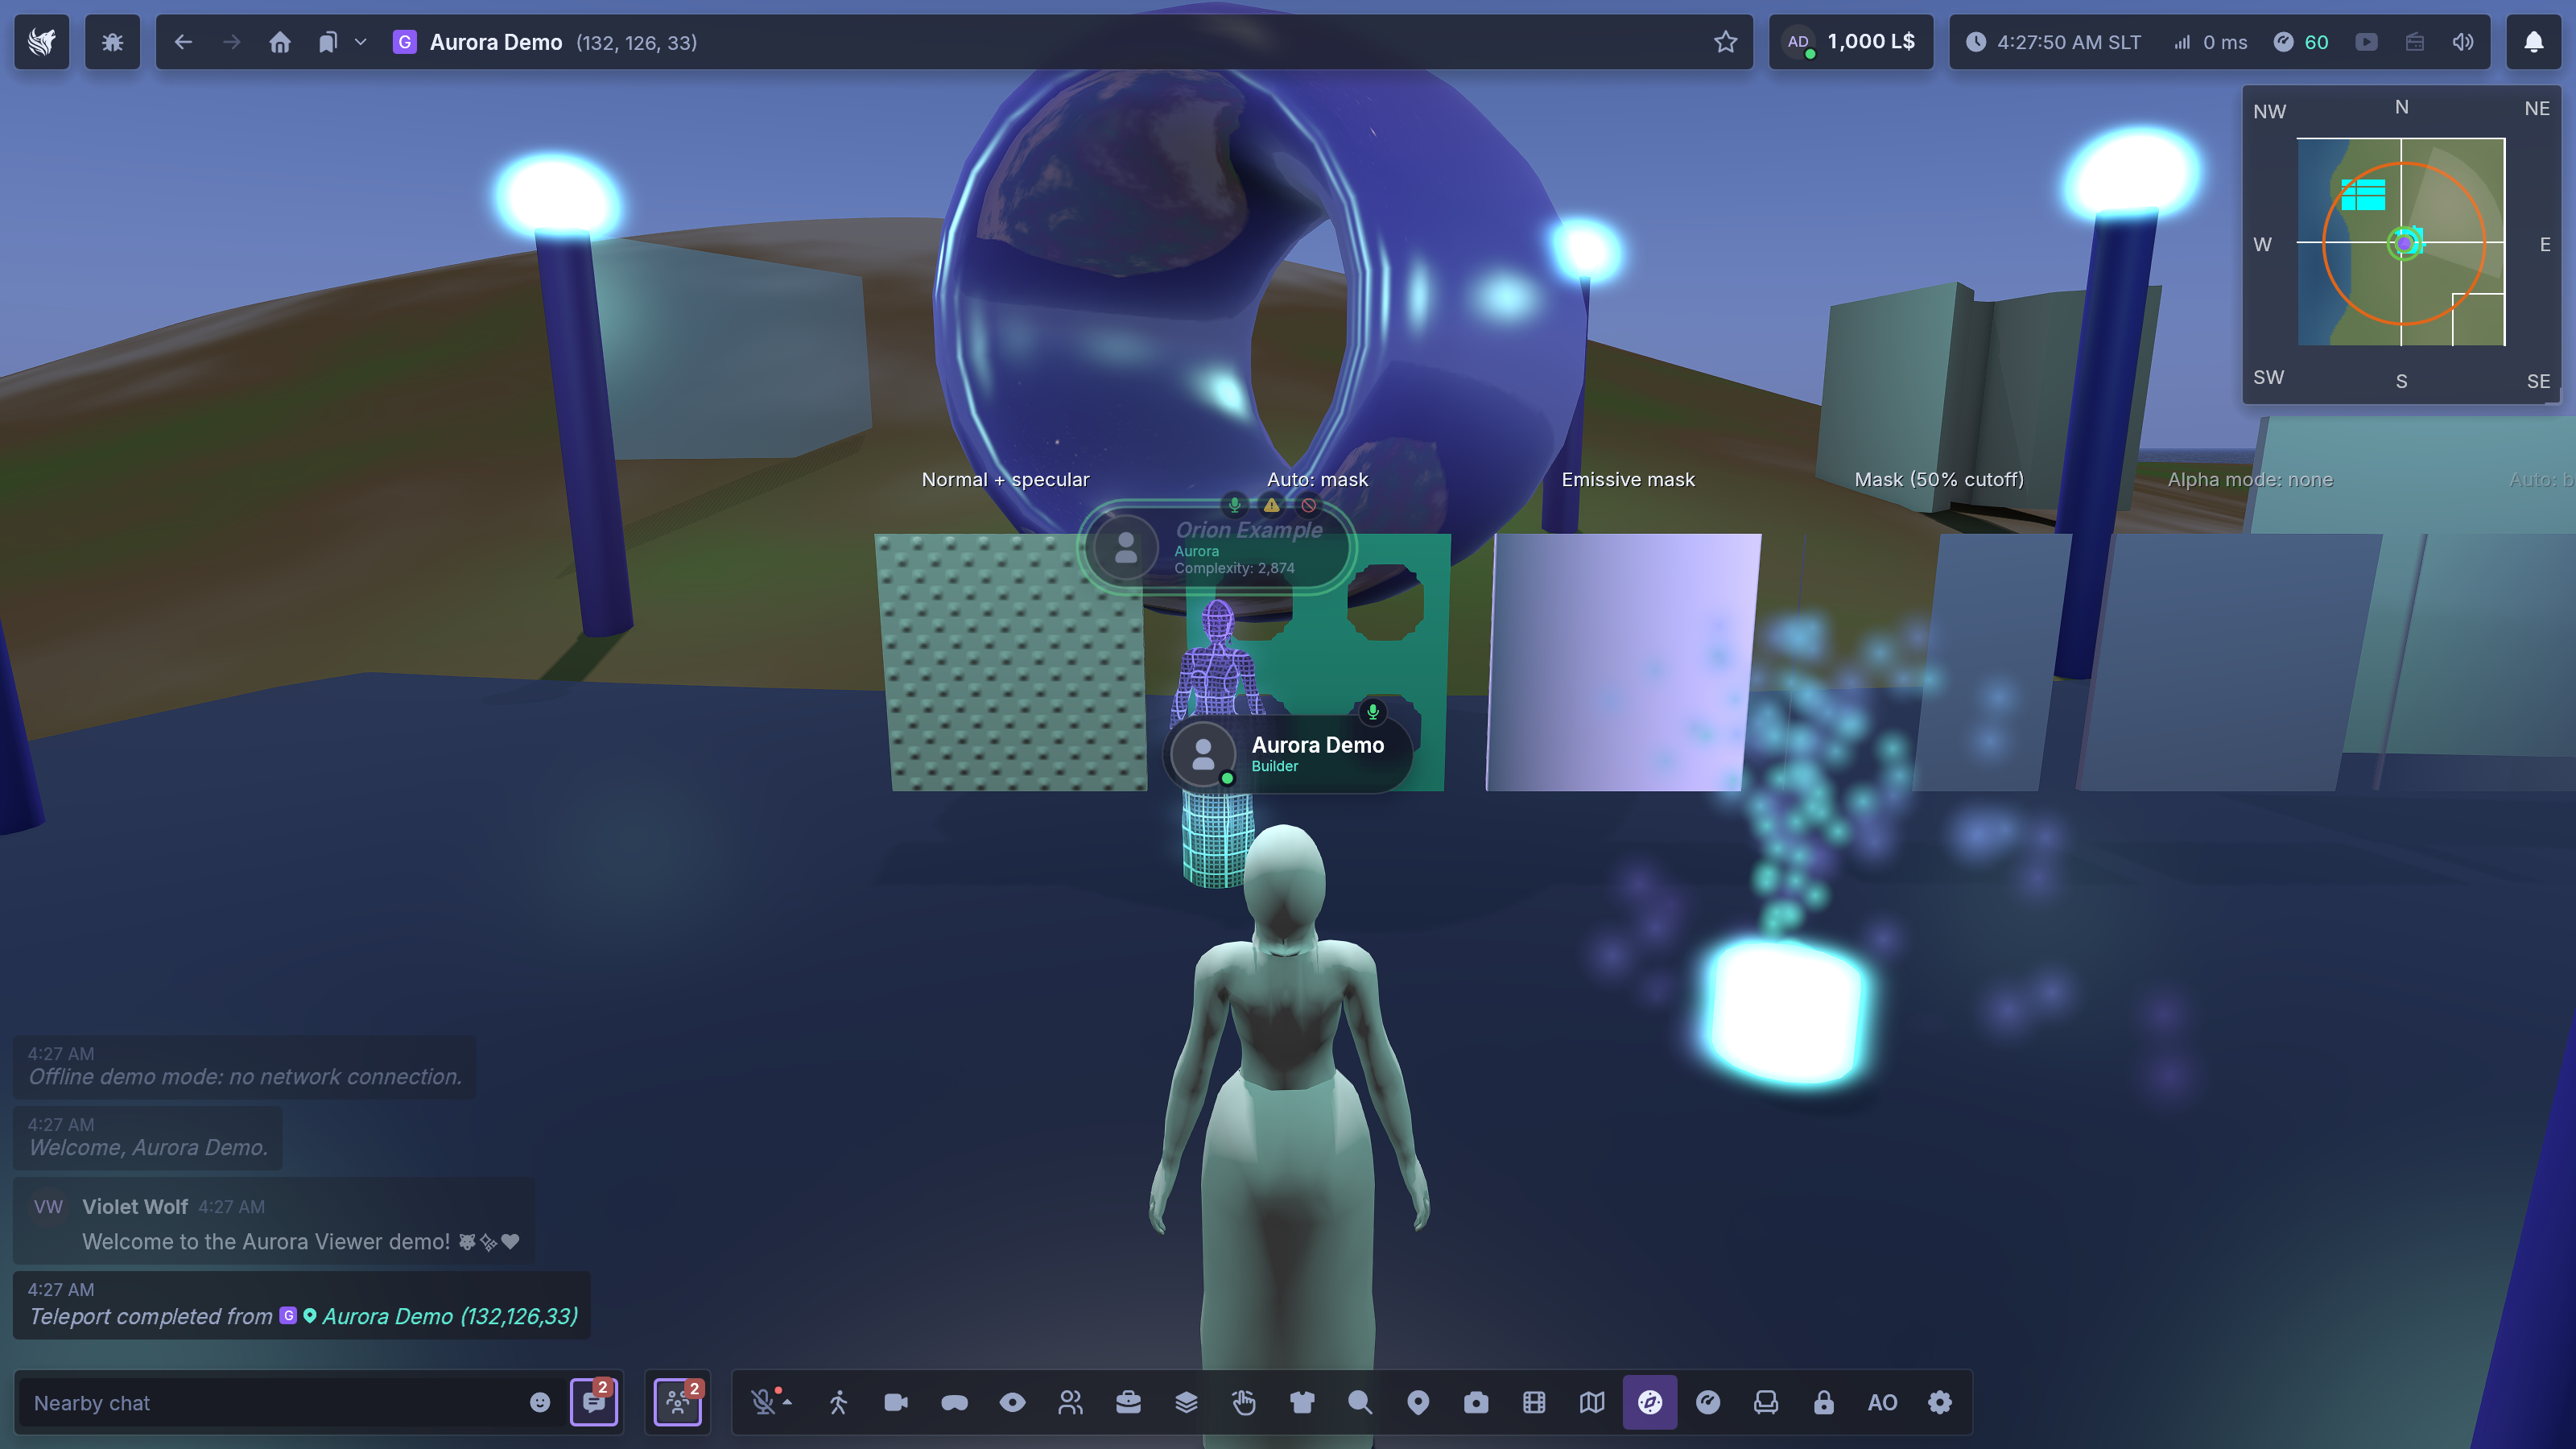 G Aurora Demo (132, 126, 33)
AD 1,000 L$
4:27:50 AM SLT 0 ms 60
NW N NE
W E
SW S SE
Normal + specular
Auto: mask
Emissive mask
Mask (50% cutoff)
Alpha mode: none
Auto: b
Orion Example
Aurora
Complexity: 2,874
Aurora Demo
Builder
4:27 AM
Offline demo mode: no network connection.
4:27 AM
Welcome, Aurora Demo.
VW Violet Wolf 4:27 AM
Welcome to the Aurora Viewer demo!
4:27 AM
Teleport completed from G Aurora Demo (132,126,33)
Nearby chat 2 2 AO